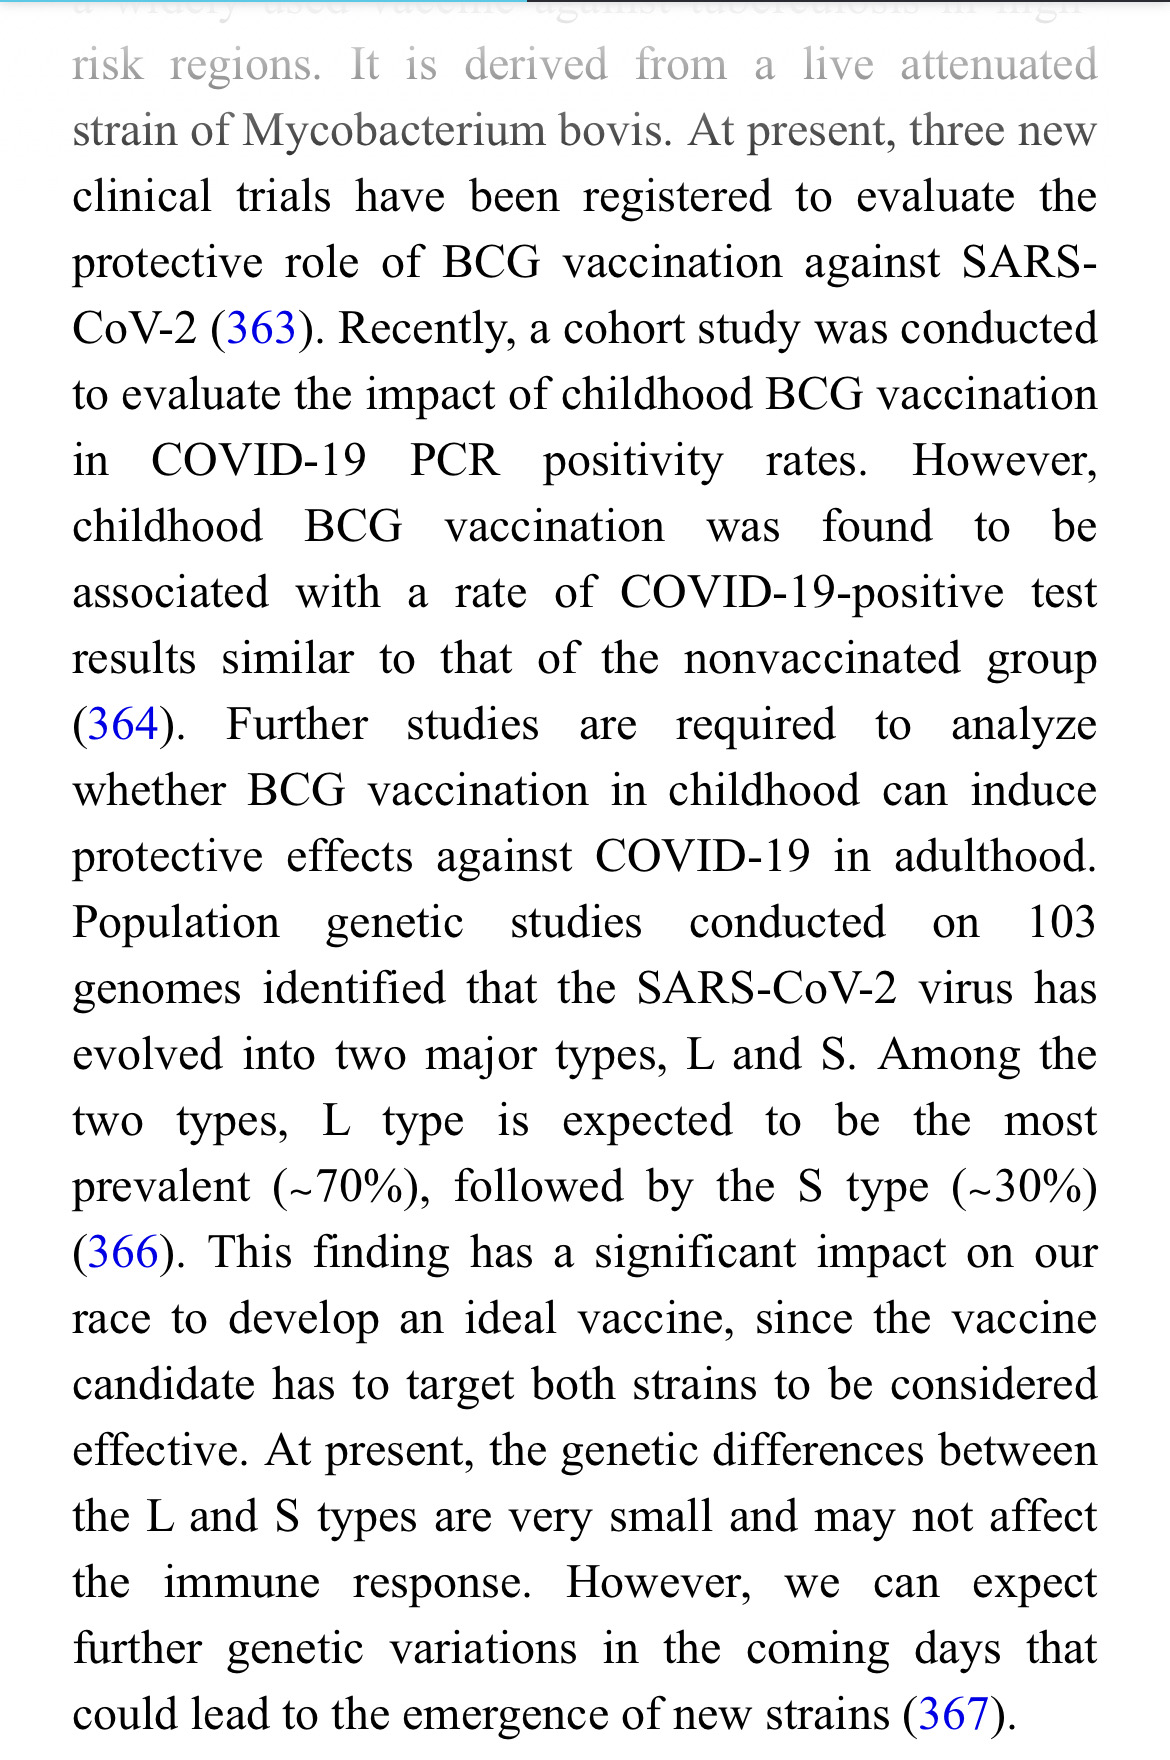 a widely used vaccine against tuberculosis in high-
risk regions. It is derived from a live attenuated
strain of Mycobacterium bovis. At present, three new
clinical trials have been registered to evaluate the
protective role of BCG vaccination against SARS-
CoV-2 (363). Recently, a cohort study was conducted
to evaluate the impact of childhood BCG vaccination
in COVID-19 PCR positivity rates. However,
childhood BCG vaccination was found to be
associated with a rate of COVID-19-positive test
results similar to that of the nonvaccinated group
(364). Further studies are required to analyze
whether BCG vaccination in childhood can induce
protective effects against COVID-19 in adulthood.
Population genetic studies conducted on 103
genomes identified that the SARS-CoV-2 virus has
evolved into two major types, L and S. Among the
two types, L type is expected to be the most
prevalent (~70%), followed by the S type (~30%)
(366). This finding has a significant impact on our
race to develop an ideal vaccine, since the vaccine
candidate has to target both strains to be considered
effective. At present, the genetic differences between
the L and S types are very small and may not affect
the immune response. However, we can expect
further genetic variations in the coming days that
could lead to the emergence of new strains (367).